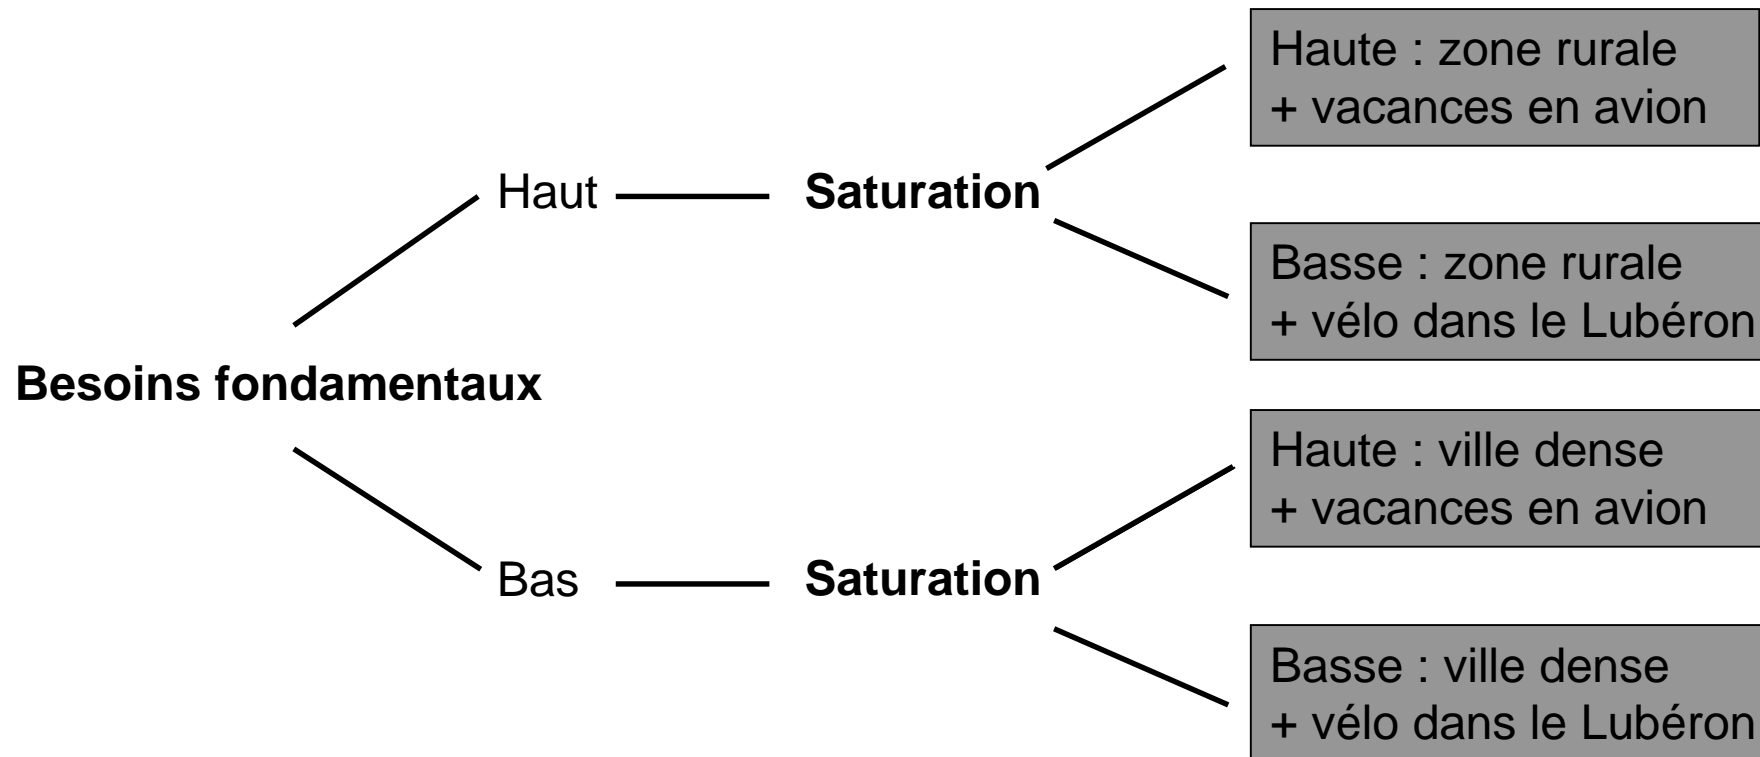 Haute : zone rurale
+ vacances en avion
Haut
Saturation
Basse : zone rurale
+ vélo dans le Lubéron
Besoins fondamentaux
Haute : ville dense
+ vacances en avion
Bas
Saturation
Basse : ville dense
+ vélo dans le Lubéron